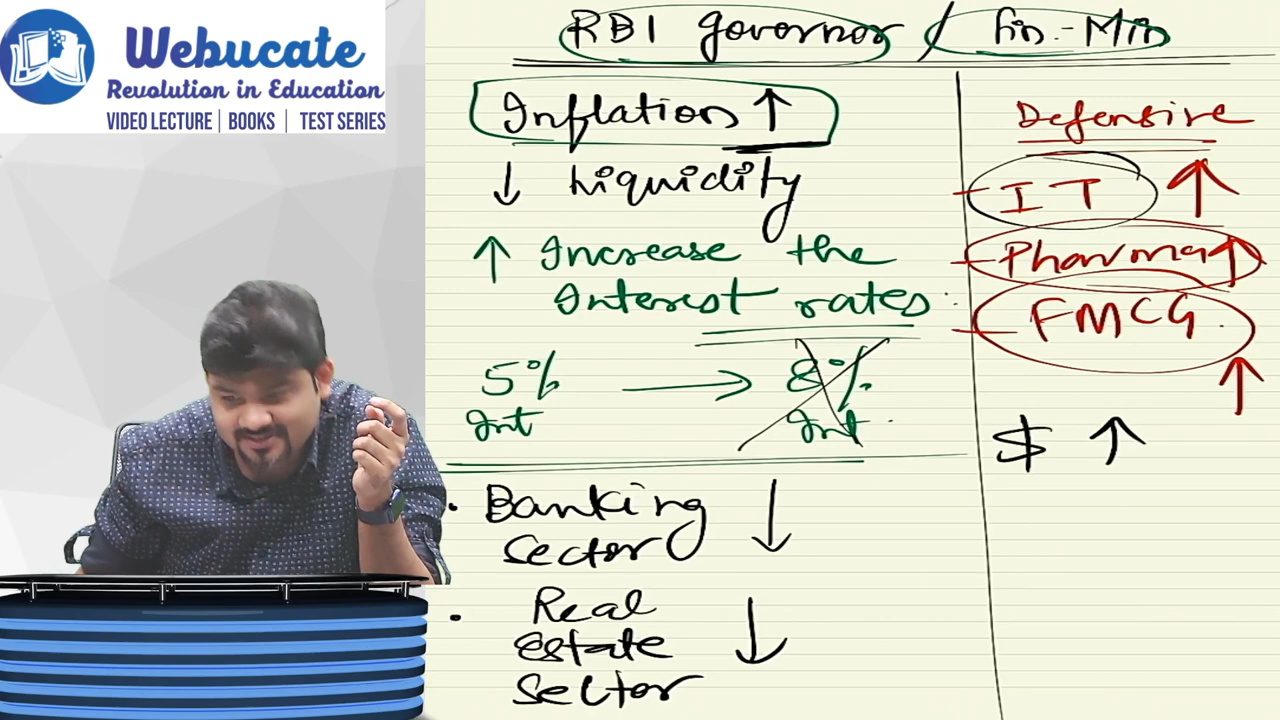 Webucate
Revolution in Education
VIDEO LECTURE | BOOKS | TEST SERIES
RBI governor / fin.-Min
Inflation ↑
↓ Liquidity
↑ Increase the
Interest rates
5% → 8%
Int Int
• Banking ↓
Sector
• Real ↓
Estate
Sector
Defensive
- IT ↑
- Pharma ↑
- FMCG ↑
$ ↑